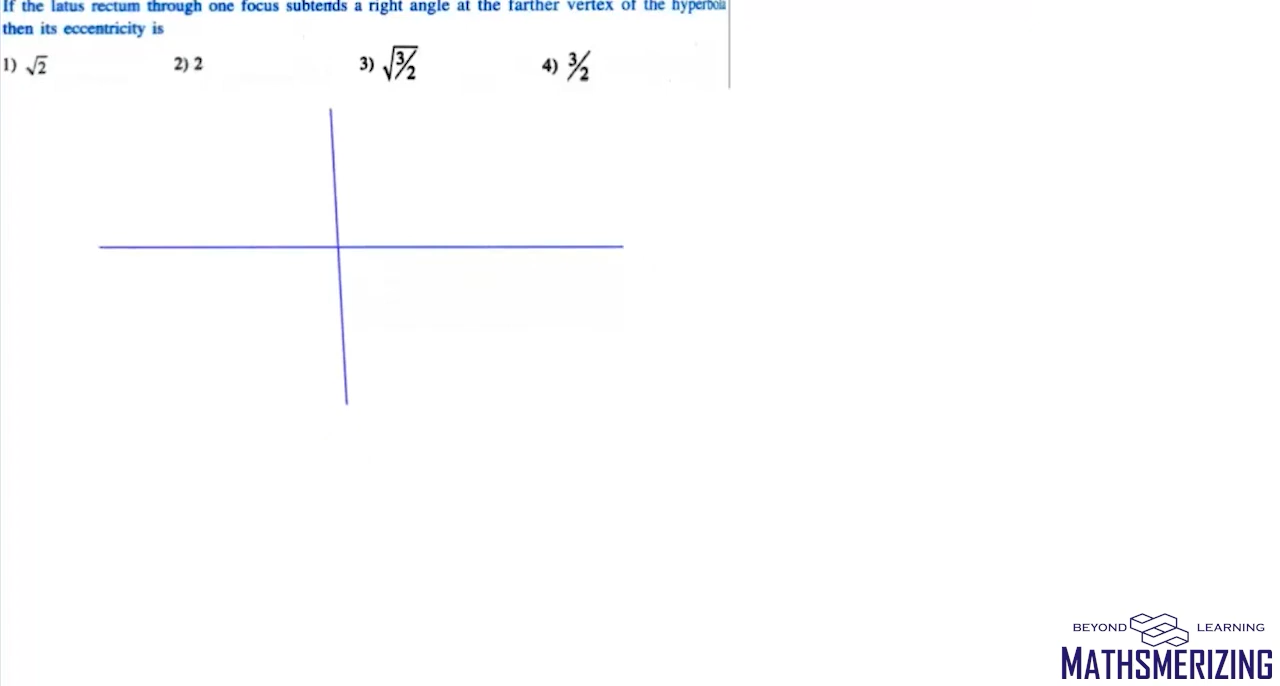 If the latus rectum through one focus subtends a right angle at the farther vertex of the hyperbola
then its eccentricity is
1) √2 2) 2 3) √3/2 4) 3/2
BEYOND LEARNING
MATHSMERIZING